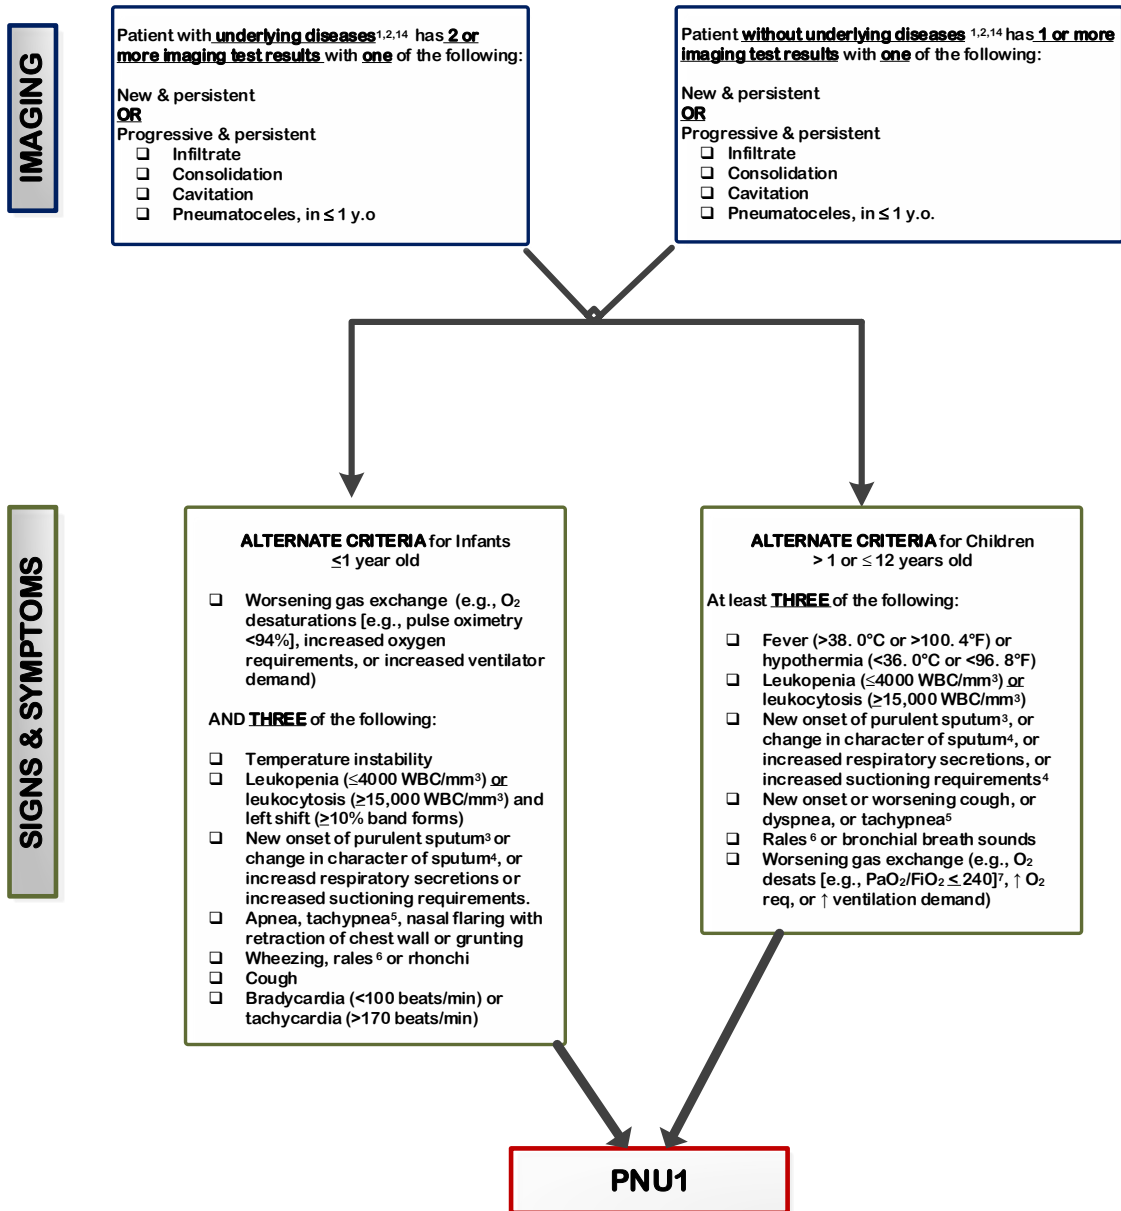 IMAGING
Patient with underlying diseases1,2,14 has 2 or
more imaging test results with one of the following:
New & persistent
OR
Progressive & persistent
❑ Infiltrate
❑ Consolidation
❑ Cavitation
❑ Pneumatoceles, in ≤ 1 y.o
Patient without underlying diseases 1,2,14 has 1 or more
imaging test results with one of the following:
New & persistent
OR
Progressive & persistent
❑ Infiltrate
❑ Consolidation
❑ Cavitation
❑ Pneumatoceles, in ≤ 1 y.o.
SIGNS & SYMPTOMS
ALTERNATE CRITERIA for Infants
≤1 year old
❑ Worsening gas exchange (e.g., O2
desaturations [e.g., pulse oximetry
<94%], increased oxygen
requirements, or increased ventilator
demand)
AND THREE of the following:
❑ Temperature instability
❑ Leukopenia (≤4000 WBC/mm3) or
leukocytosis (≥15,000 WBC/mm3) and
left shift (≥10% band forms)
❑ New onset of purulent sputum3 or
change in character of sputum4, or
increasd respiratory secretions or
increased suctioning requirements.
❑ Apnea, tachypnea5, nasal flaring with
retraction of chest wall or grunting
❑ Wheezing, rales 6 or rhonchi
❑ Cough
❑ Bradycardia (<100 beats/min) or
tachycardia (>170 beats/min)
ALTERNATE CRITERIA for Children
> 1 or ≤ 12 years old
At least THREE of the following:
❑ Fever (>38. 0°C or >100. 4°F) or
hypothermia (<36. 0°C or <96. 8°F)
❑ Leukopenia (≤4000 WBC/mm3) or
leukocytosis (≥15,000 WBC/mm3)
❑ New onset of purulent sputum3, or
change in character of sputum4, or
increased respiratory secretions, or
increased suctioning requirements4
❑ New onset or worsening cough, or
dyspnea, or tachypnea5
❑ Rales 6 or bronchial breath sounds
❑ Worsening gas exchange (e.g., O2
desats [e.g., PaO2/FiO2 ≤ 240]7, ↑ O2
req, or ↑ ventilation demand)
PNU1